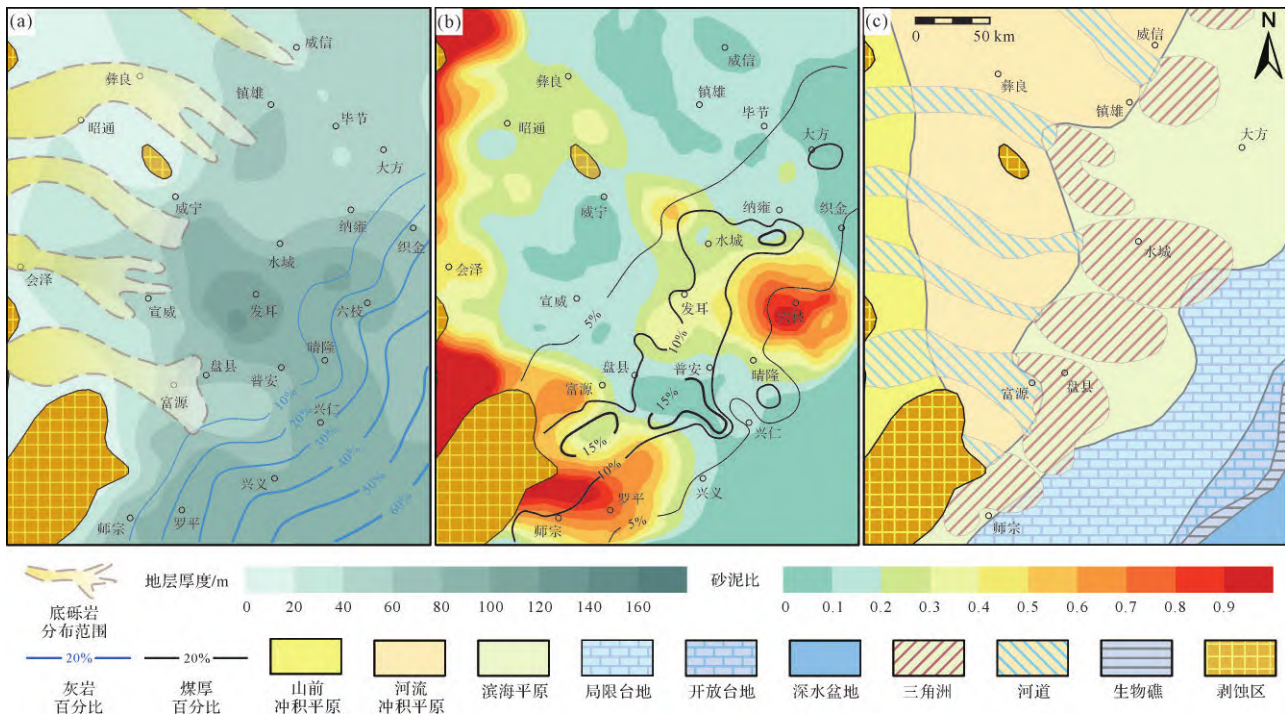 (a)
威信
彝良
镇雄
昭通
毕节
大方
威宁
纳雍
织金
水城
会泽
宣威
发耳
六枝
晴隆
盘县
普安
富源
10%
20%
兴仁
30%
40%
50%
60%
兴义
罗平
师宗
(b)
威信
彝良
镇雄
昭通
毕节
大方
纳雍
威宁
织金
水城
会泽
宣威
发耳
5%
10%
盘县
普安
晴隆
富源
15%
15%
兴仁
10%
兴义
罗平
师宗
5%
(c)
0 50 km
N
威信
彝良
镇雄
大方
水城
富源
盘县
师宗
底砾岩
分布范围
地层厚度/m
0 20 40 60 80 100 120 140 160
砂泥比
0 0.1 0.2 0.3 0.4 0.5 0.6 0.7 0.8 0.9
20%
灰岩
百分比
20%
煤厚
百分比
山前
冲积平原
河流
冲积平原
滨海平原
局限台地
开放台地
深水盆地
三角洲
河道
生物礁
剥蚀区